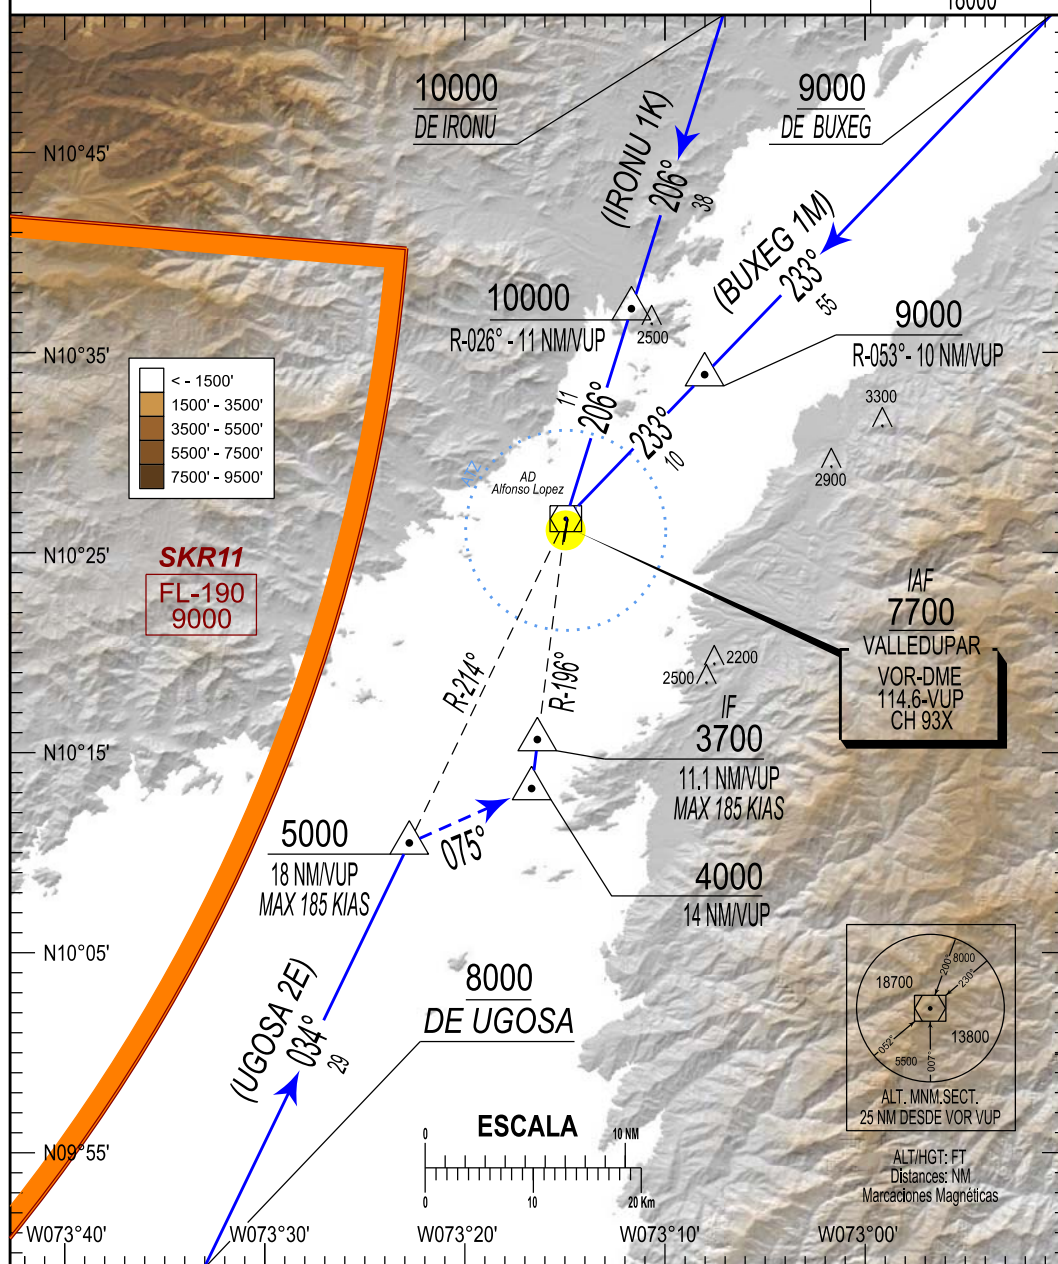 10000
DE IRONU
9000
DE BUXEG
N10°45'
(IRONU 1K)
206°
38
(BUXEG 1M)
233°
55
10000
R-026° - 11 NM/VUP
2500
9000
R-053°- 10 NM/VUP
N10°35'
< - 1500'
1500' - 3500'
3500' - 5500'
5500' - 7500'
7500' - 9500'
11
206°
233°
10
3300
2900
AD
Alfonso Lopez
N10°25'
SKR11
FL-190
9000
IAF
7700
VALLEDUPAR
VOR-DME
114.6-VUP
CH 93X
R-214°
R-196°
2200
2500
IF
3700
11.1 NM/VUP
MAX 185 KIAS
N10°15'
5000
18 NM/VUP
MAX 185 KIAS
075°
4000
14 NM/VUP
N10°05'
8000
DE UGOSA
(UGOSA 2E)
034°
29
18700
200°
8000
230°
13800
052°
5500
007°
ALT. MNM.SECT.
25 NM DESDE VOR VUP
ESCALA
0
10 NM
0
10
20 Km
ALT/HGT: FT
Distances: NM
Marcaciones Magnéticas
N09°55'
W073°40'
W073°30'
W073°20'
W073°10'
W073°00'